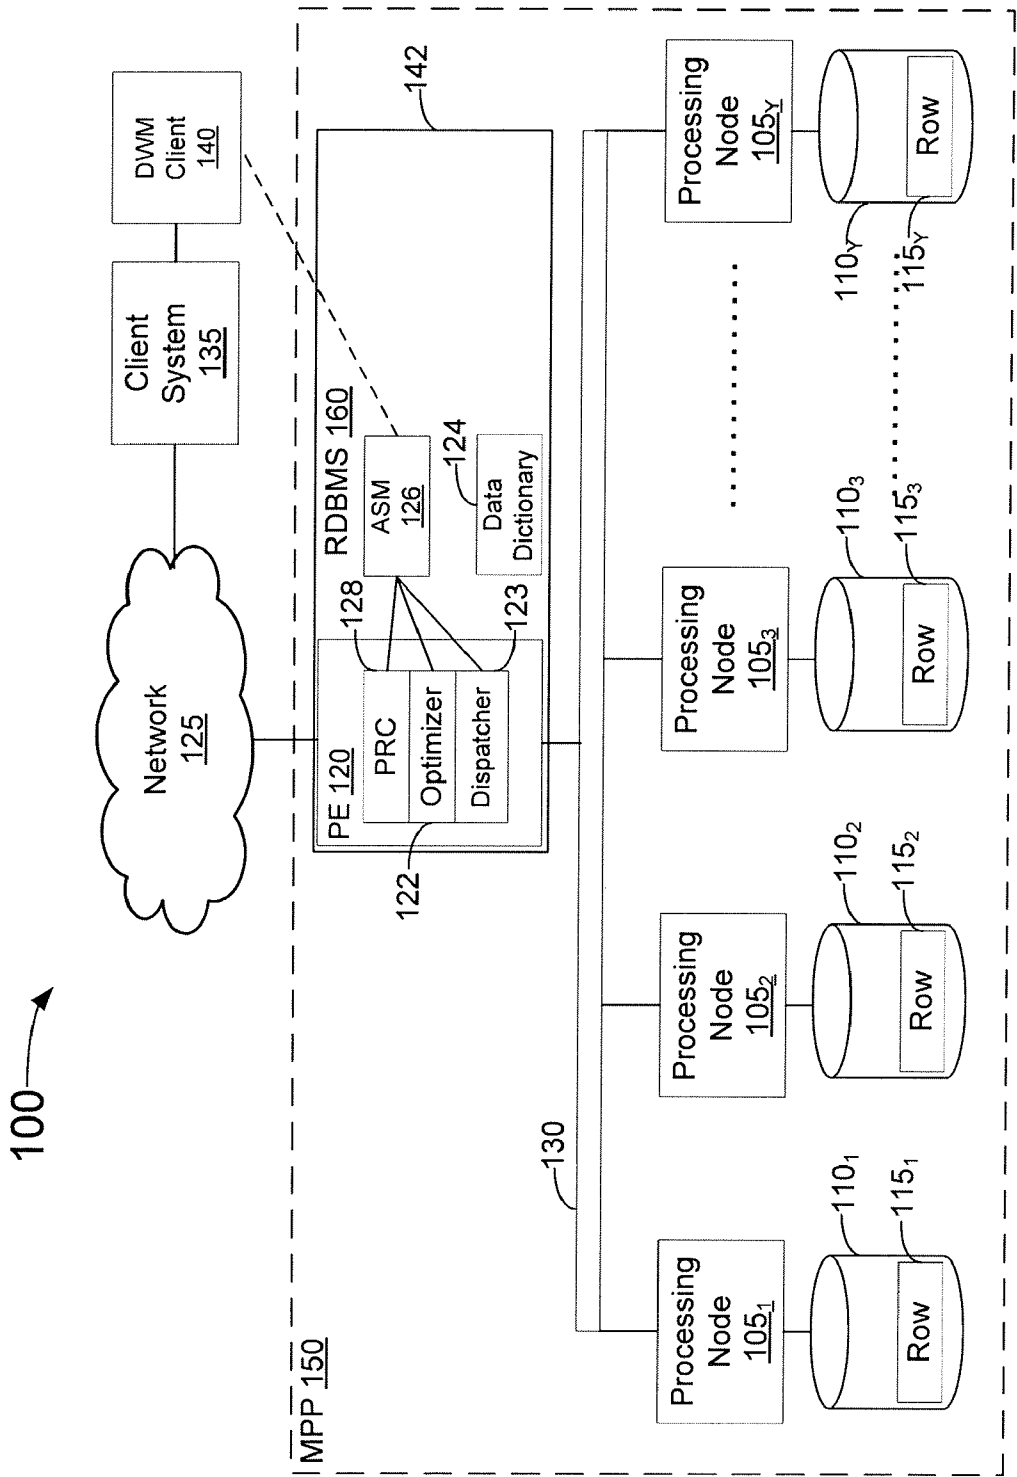 100
Network
125
Client
System
135
DWM
Client
140
MPP 150
PE 120
RDBMS 160
142
128
PRC
Optimizer
Dispatcher
122
123
ASM
126
124
Data
Dictionary
130
Processing
Node
105₁
Processing
Node
105₂
Processing
Node
105₃
Processing
Node
105Y
110₁
110₂
110₃
110Y
115₁
115₂
115₃
115Y
Row
Row
Row
Row